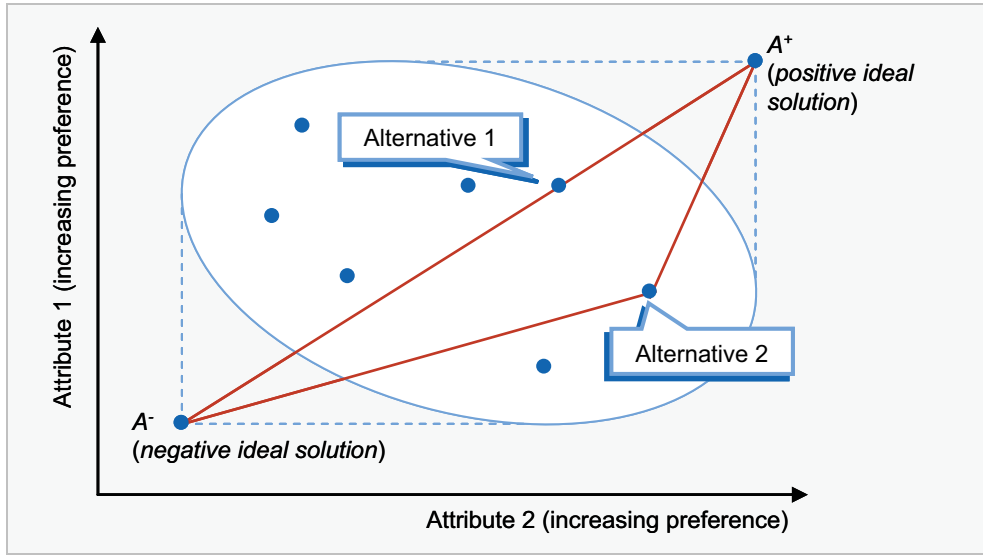 A+
(positive ideal
solution)
Alternative 1
Attribute 1 (increasing preference)
Alternative 2
A-
(negative ideal solution)
Attribute 2 (increasing preference)